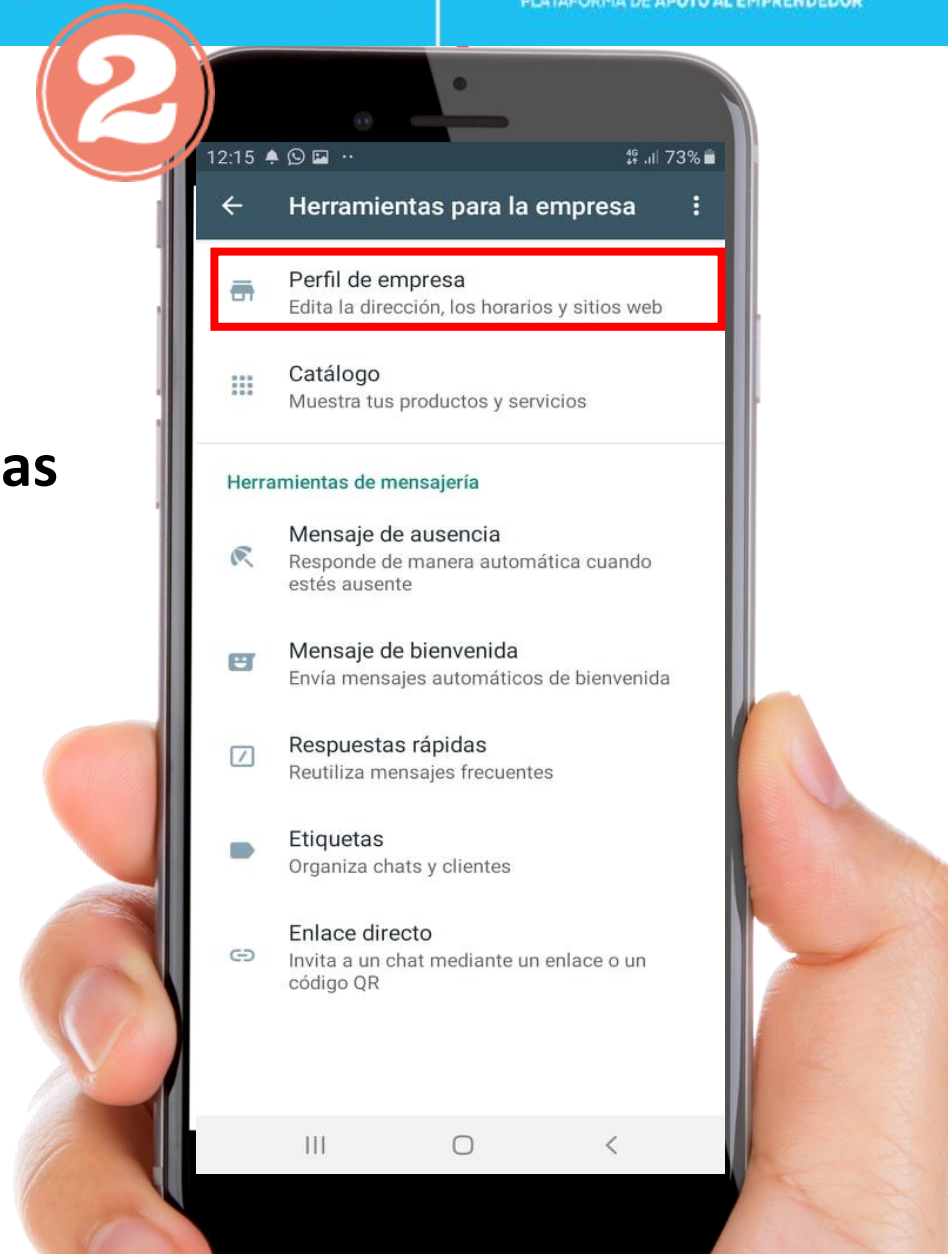 PLATAFORMA DE APOYO AL EMPRENDEDOR
2
12:15
4G 73%
Herramientas para la empresa
Perfil de empresa
Edita la dirección, los horarios y sitios web
Catálogo
Muestra tus productos y servicios
as
Herramientas de mensajería
Mensaje de ausencia
Responde de manera automática cuando
estés ausente
Mensaje de bienvenida
Envía mensajes automáticos de bienvenida
Respuestas rápidas
Reutiliza mensajes frecuentes
Etiquetas
Organiza chats y clientes
Enlace directo
Invita a un chat mediante un enlace o un
código QR